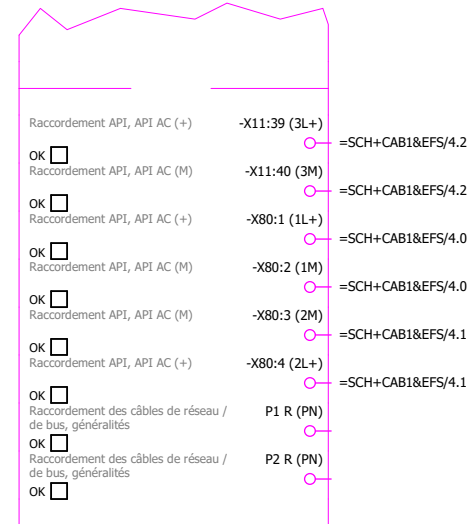 Raccordement API, API AC (+) -X11:39 (3L+)
=SCH+CAB1&EFS/4.2
OK
Raccordement API, API AC (M) -X11:40 (3M)
=SCH+CAB1&EFS/4.2
OK
Raccordement API, API AC (+) -X80:1 (1L+)
=SCH+CAB1&EFS/4.0
OK
Raccordement API, API AC (M) -X80:2 (1M)
=SCH+CAB1&EFS/4.0
OK
Raccordement API, API AC (M) -X80:3 (2M)
=SCH+CAB1&EFS/4.1
OK
Raccordement API, API AC (+) -X80:4 (2L+)
=SCH+CAB1&EFS/4.1
OK
Raccordement des câbles de réseau / P1 R (PN)
de bus, généralités
OK
Raccordement des câbles de réseau / P2 R (PN)
de bus, généralités
OK